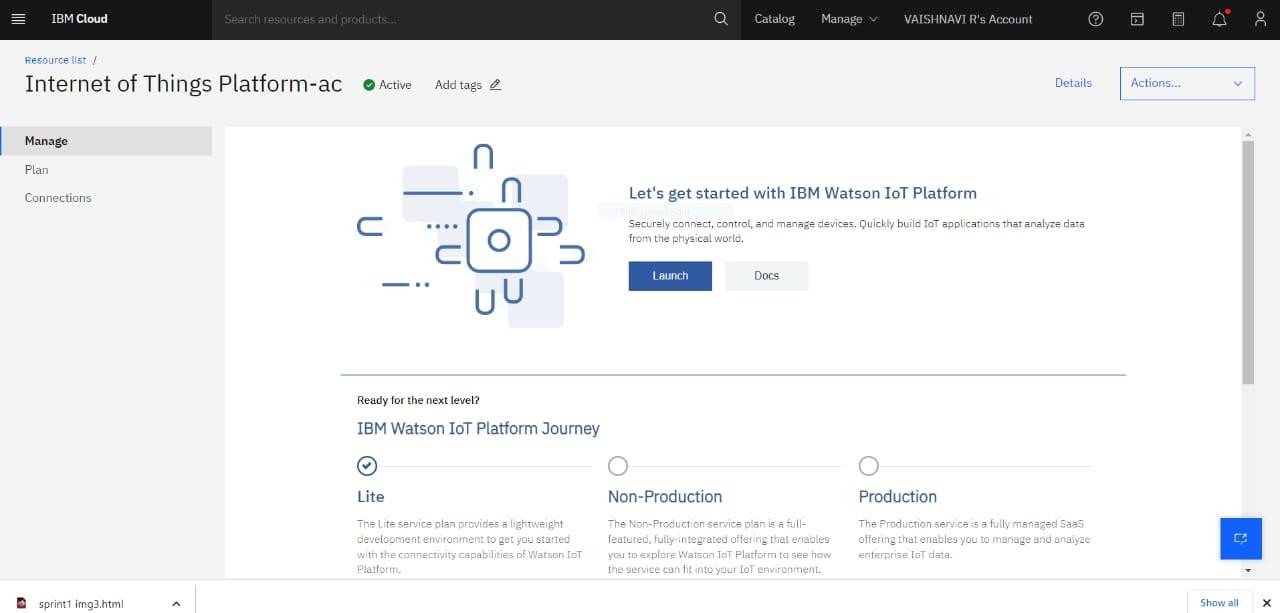 IBM Cloud
Search resources and products...
Catalog
Manage
VAISHNAVI R's Account
Resource list /
Internet of Things Platform-ac
Active
Add tags
Details
Actions...
Manage
Plan
Connections
Let's get started with IBM Watson IoT Platform
Securely connect, control, and manage devices. Quickly build IoT applications that analyze data
from the physical world.
Launch
Docs
Ready for the next level?
IBM Watson IoT Platform Journey
Lite
The Lite service plan provides a lightweight
development environment to get you started
with the connectivity capabilities of Watson IoT
Platform.
Non-Production
The Non-Production service plan is a full-
featured, fully-integrated offering that enables
you to explore Watson IoT Platform to see how
the service can fit into your IoT environment.
Production
The Production service is a fully managed SaaS
offering that enables you to manage and analyze
enterprise IoT data.
sprint1 img3.html
Show all